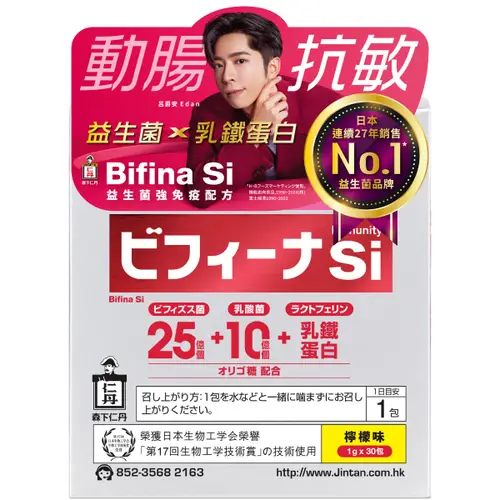 動腸 抗敏
呂爵安 Edan
益生菌×乳鐵蛋白
日本
連續27年銷售
No.1*
益生菌品牌
森下仁丹
Bifina Si
益生菌強免疫配方
munity
ビフィーナSi
Bifina Si
ビフィズス菌 乳酸菌 ラクトフェリン
25億個+10億個+乳鐵蛋白
オリゴ糖 配合
仁丹
森下仁丹
召し上がり方:1包を水などと一緒に噛まずにお召し
上がりください。
1日目安
1包
榮獲日本生物工学会榮譽
「第17回生物工学技術賞」の技術使用
檸檬味
1g x 30包
852-3568 2163
http://www.Jintan.com.hk